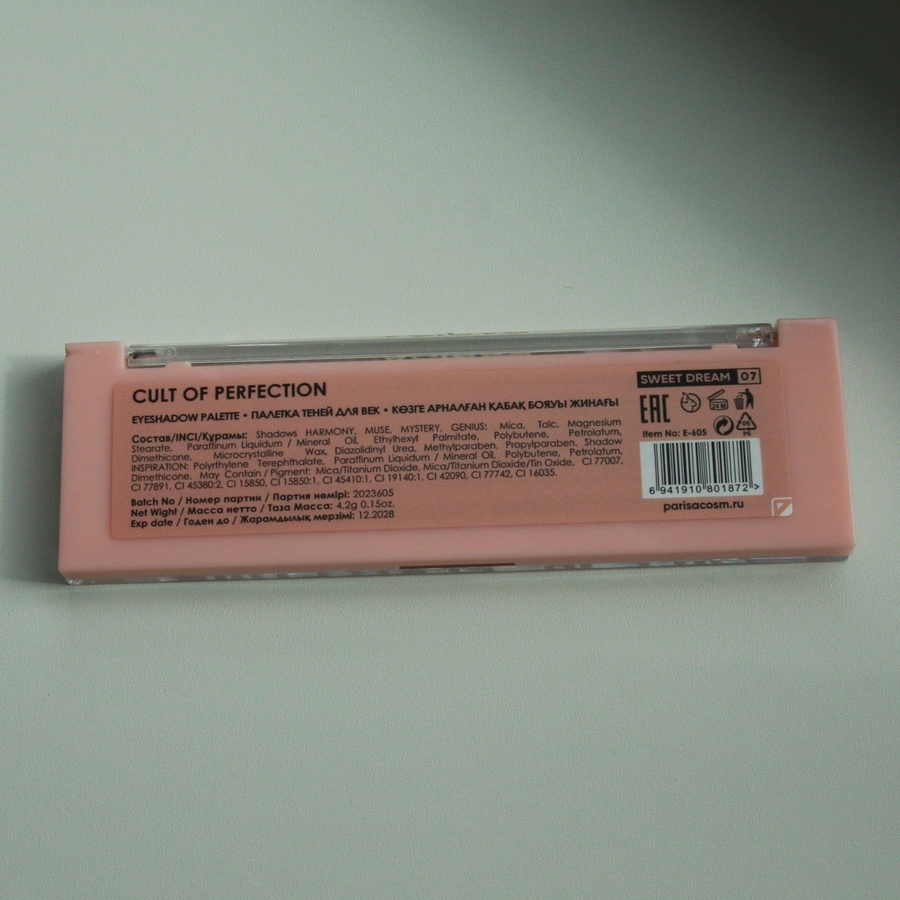 CULT OF PERFECTION
EYESHADOW PALETTE • ПАЛЕТКА ТЕНЕЙ ДЛЯ ВЕК • КӨЗГЕ АРНАЛҒАН ҚАБАҚ БОЯУЫ ЖИНАҒЫ
Состав/INCI/Құрамы: Shadows HARMONY, MUSE, MYSTERY, GENIUS: Mica, Talc, Magnesium
Stearate, Paraffinum Liquidum / Mineral Oil, Ethylhexyl Palmitate, Polybutene, Petrolatum,
Dimethicone, Microcrystalline Wax, Diazolidinyl Urea, Methylparaben, Propylparaben, Shadow
INSPIRATION: Polyrthylene Terephthalate, Paraffinum Liquidum / Mineral Oil, Polybutene, Petrolatum,
Dimethicone. May Contain / Pigment: Mica/Titanium Dioxide, Mica/Titanium Dioxide/Tin Oxide, CI 77007,
CI 77891, CI 45380:2, CI 15850, CI 15850:1, CI 45410:1, CI 19140:1, CI 42090, CI 77742, CI 16035.
Batch No / Номер партии / Партия нөмірі: 2023605
Net Wight / Масса нетто / Таза Масса: 4,2g 0.15oz.
Exp date / Годен до / Жарамдылық мерзімі: 12.2028
SWEET DREAM 07
EAC
24 M
Item No: E-605
06
PS
6 941910 801872 >
parisacosm.ru